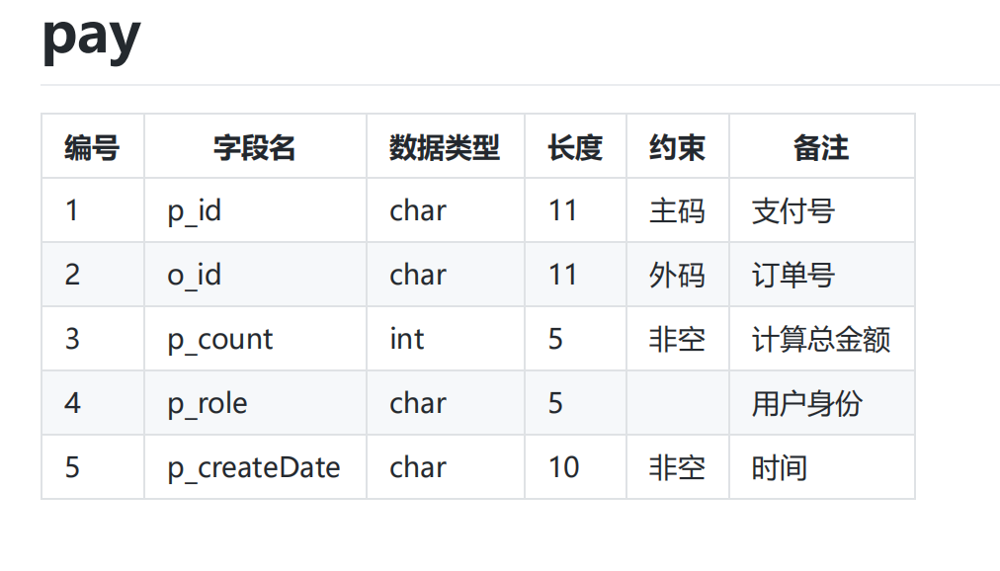 pay
编号 字段名 数据类型 长度 约束 备注
1 p_id char 11 主码 支付号
2 o_id char 11 外码 订单号
3 p_count int 5 非空 计算总金额
4 p_role char 5 用户身份
5 p_createDate char 10 非空 时间